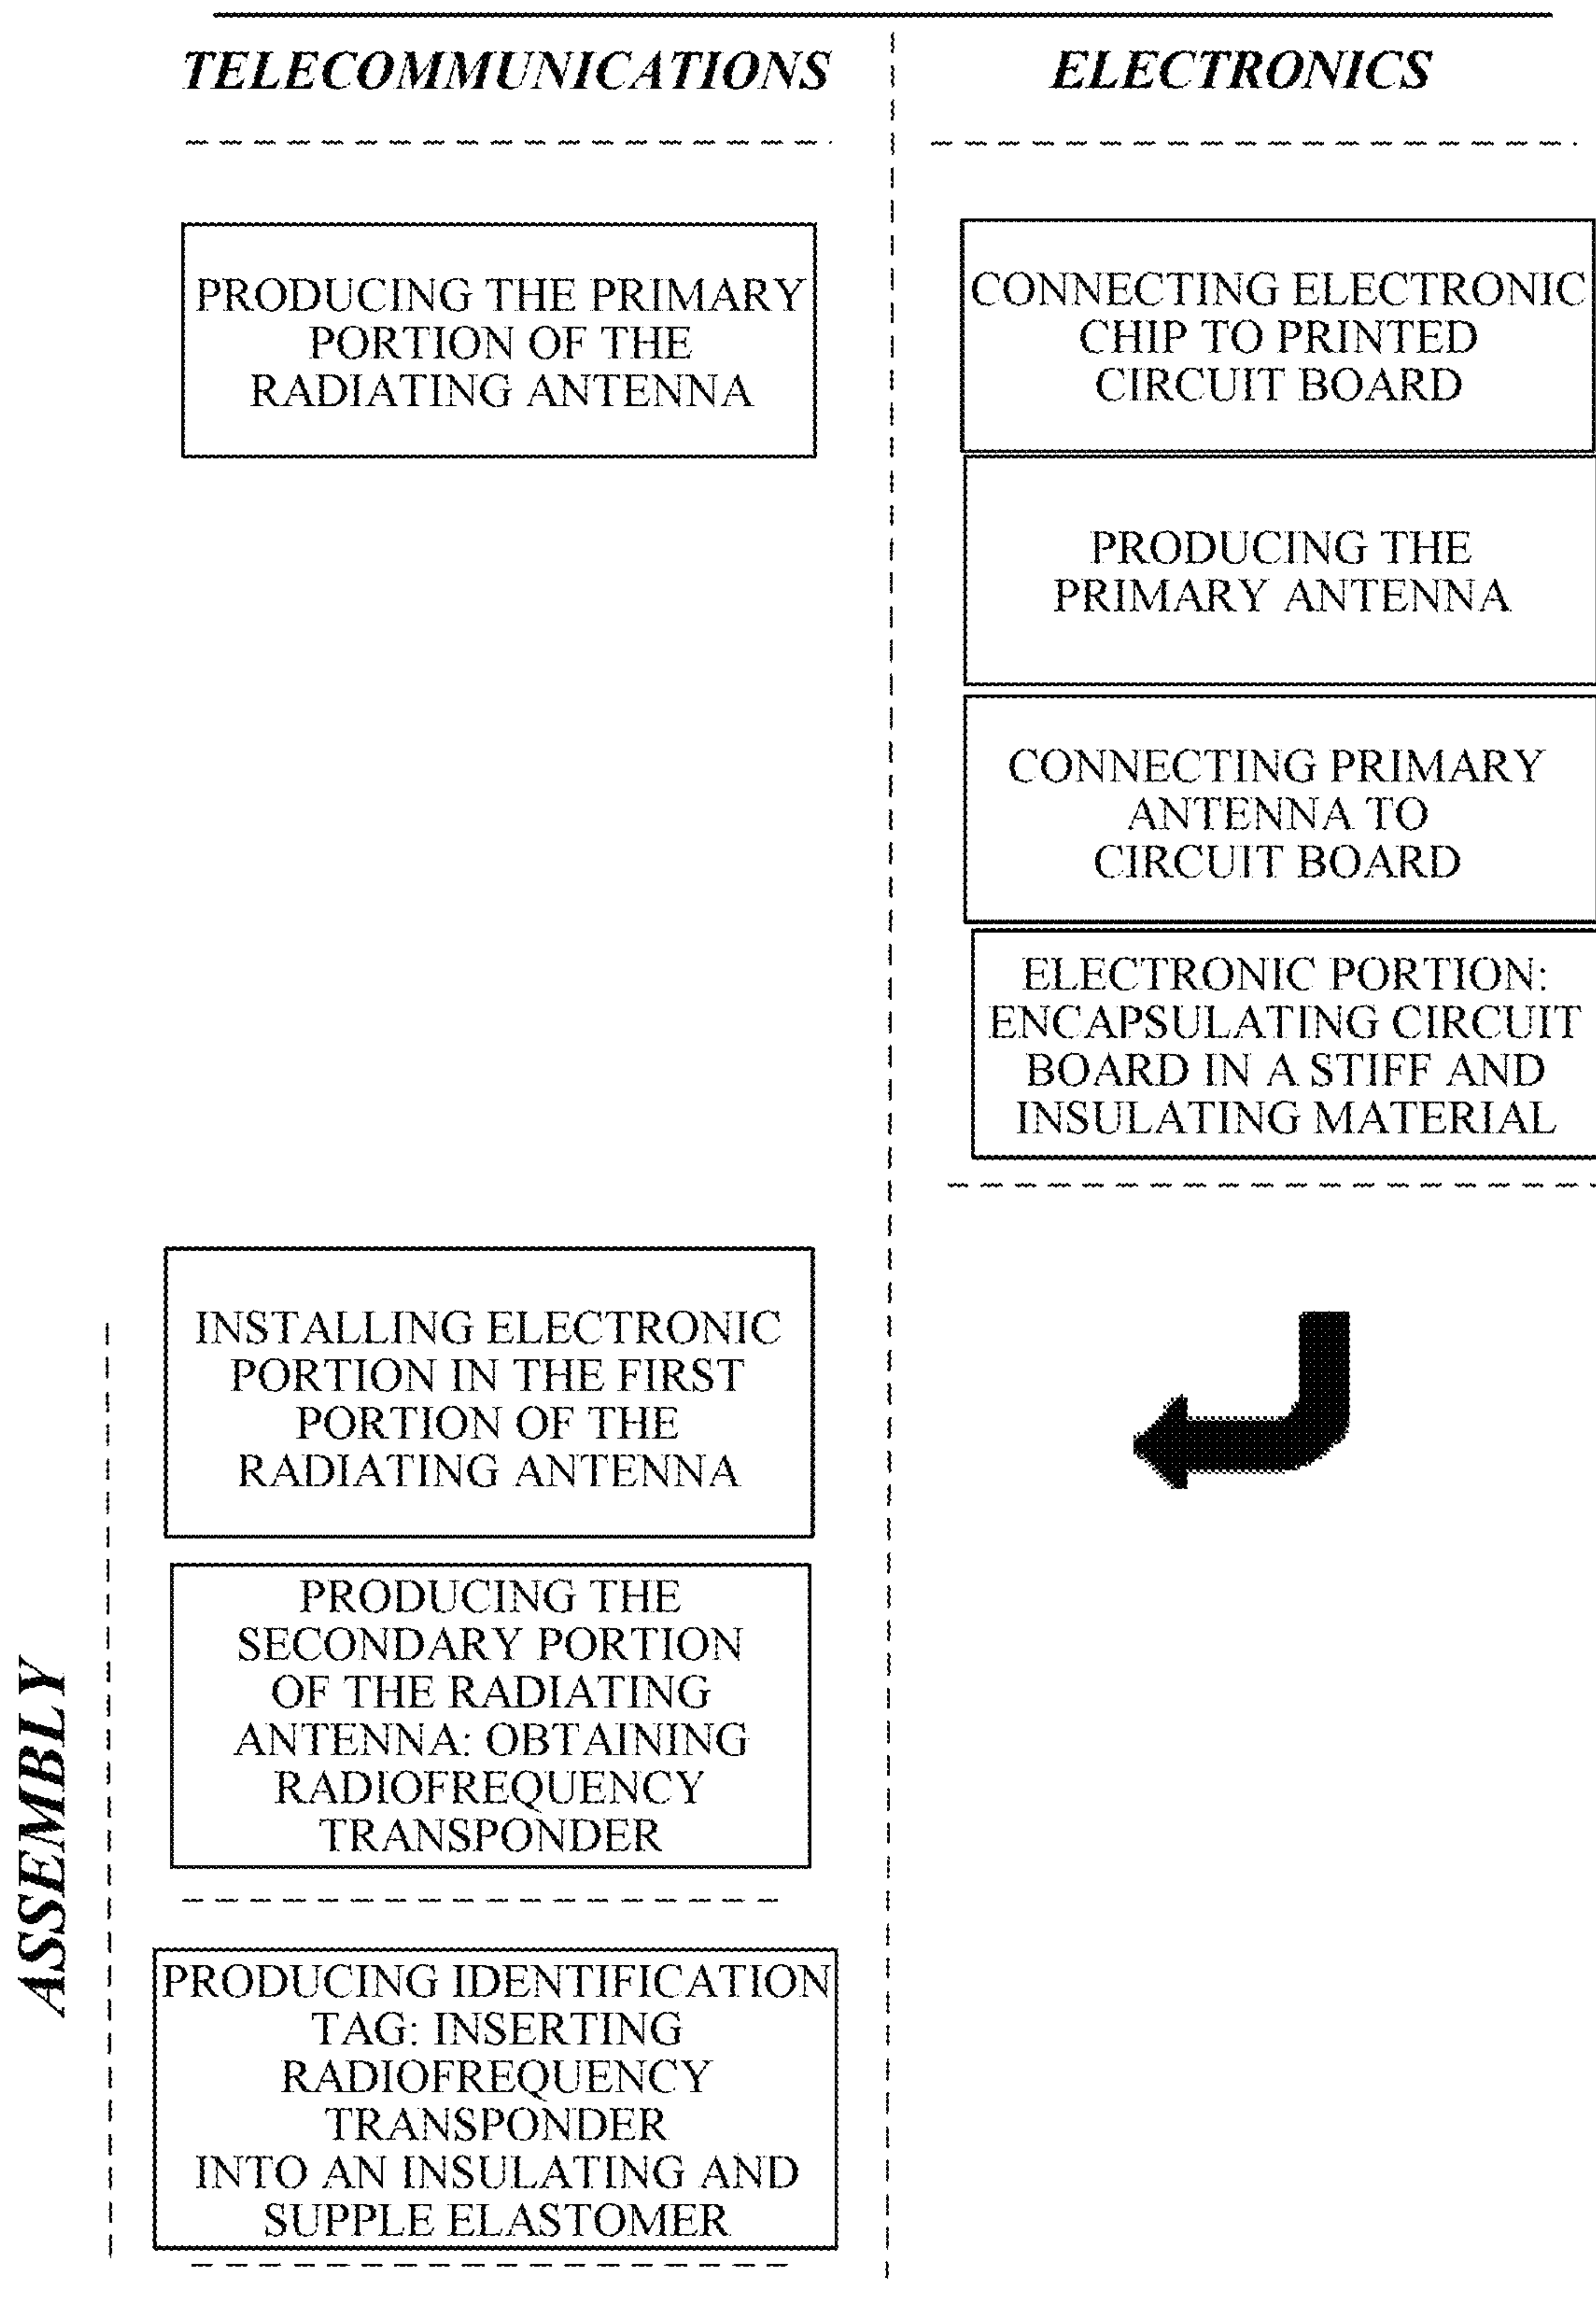 TELECOMMUNICATIONS
ELECTRONICS
PRODUCING THE PRIMARY
PORTION OF THE
RADIATING ANTENNA
CONNECTING ELECTRONIC
CHIP TO PRINTED
CIRCUIT BOARD
PRODUCING THE
PRIMARY ANTENNA
CONNECTING PRIMARY
ANTENNA TO
CIRCUIT BOARD
ELECTRONIC PORTION:
ENCAPSULATING CIRCUIT
BOARD IN A STIFF AND
INSULATING MATERIAL
ASSEMBLY
INSTALLING ELECTRONIC
PORTION IN THE FIRST
PORTION OF THE
RADIATING ANTENNA
PRODUCING THE
SECONDARY PORTION
OF THE RADIATING
ANTENNA: OBTAINING
RADIOFREQUENCY
TRANSPONDER
PRODUCING IDENTIFICATION
TAG: INSERTING
RADIOFREQUENCY
TRANSPONDER
INTO AN INSULATING AND
SUPPLE ELASTOMER